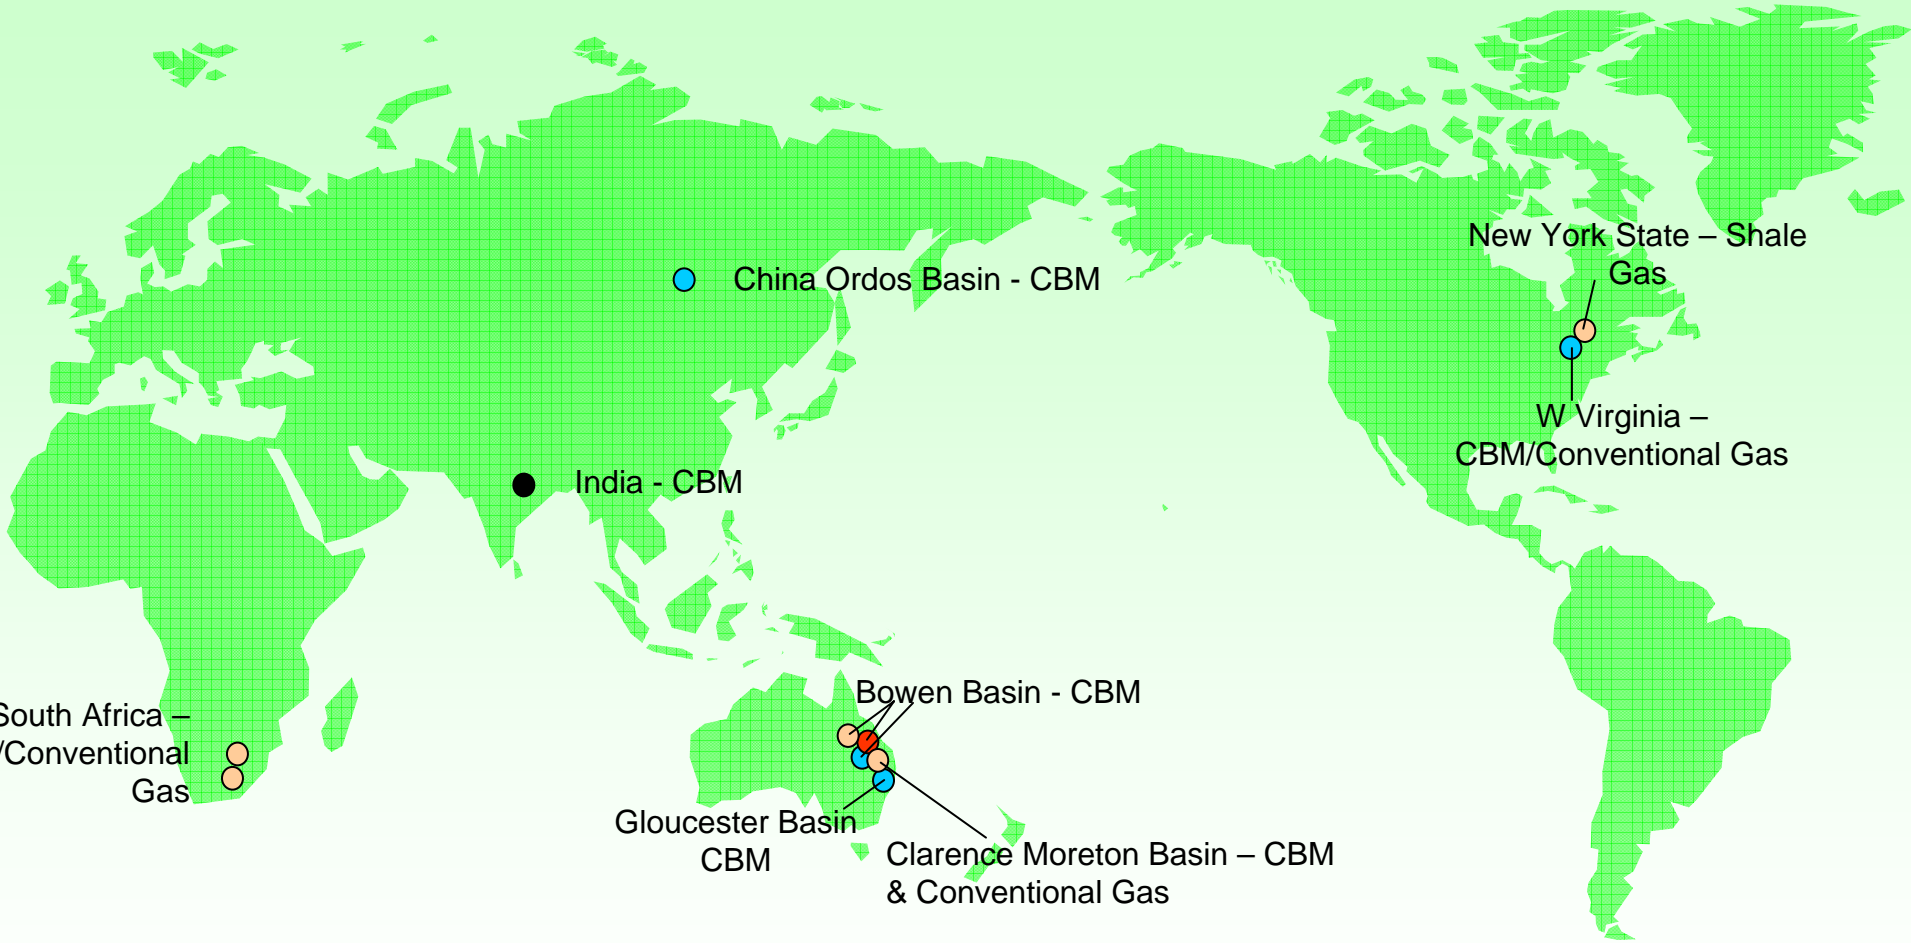 New York State – Shale
Gas
China Ordos Basin - CBM
W Virginia –
CBM/Conventional Gas
India - CBM
Bowen Basin - CBM
South Africa –
/Conventional
Gas
Gloucester Basin
CBM
Clarence Moreton Basin – CBM
& Conventional Gas